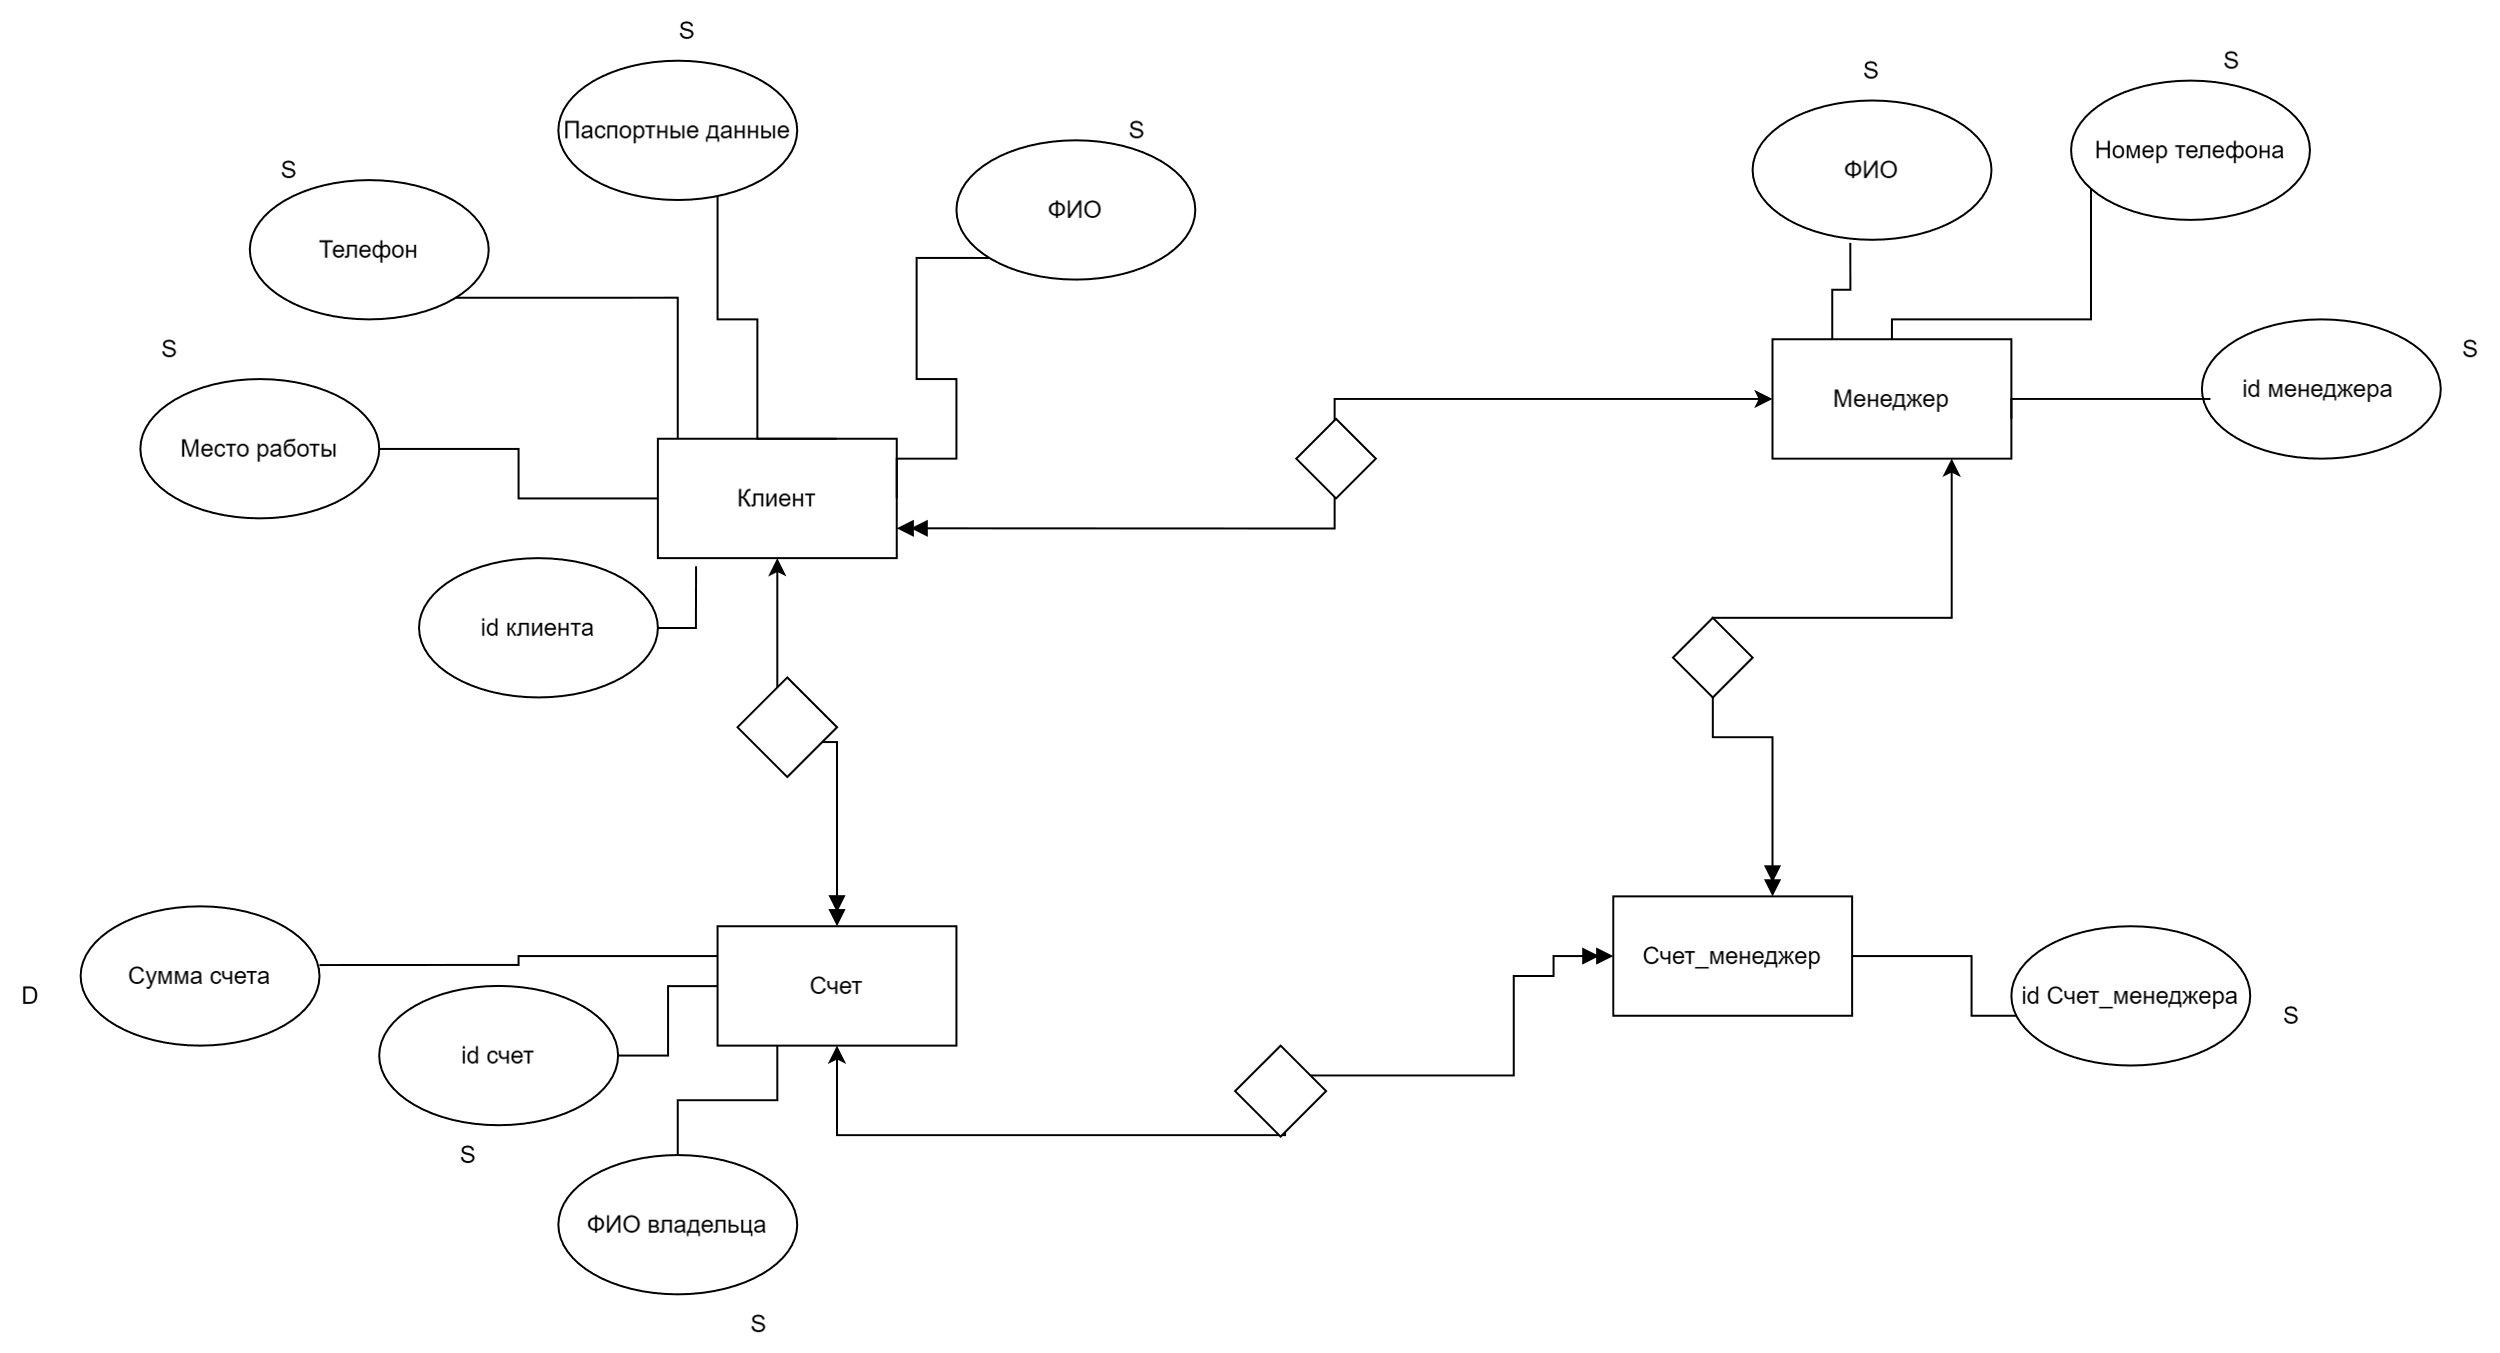 S
S
S
Паспортные данные
S
ФИО
Номер телефона
S
ФИО
Телефон
S
S
id менеджера
Менеджер
Место работы
Клиент
id клиента
Сумма счета
Счет
Счет_менеджер
id Счет_менеджера
D
S
id счет
S
ФИО владельца
S